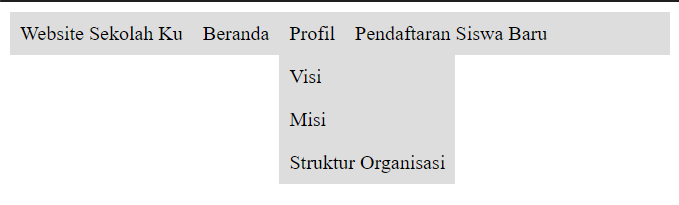 Website Sekolah Ku Beranda Profil Pendaftaran Siswa Baru
Visi
Misi
Struktur Organisasi